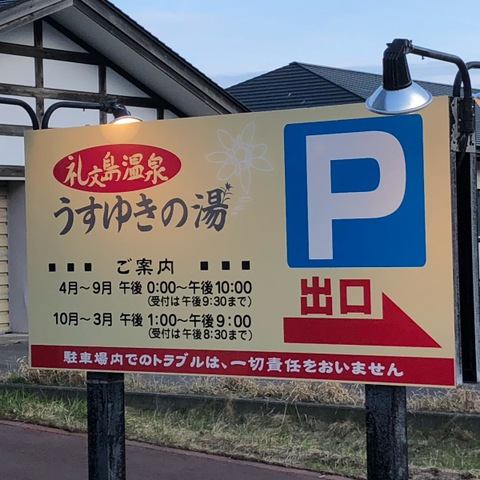 礼文島温泉
うすゆきの湯
P
■ ■ ■ ご案内 ■ ■ ■
4月～9月 午後 0:00～午後10:00
(受付は午後9:30まで)
10月～3月 午後 1:00～午後 9:00
(受付は午後8:30まで)
出口
駐車場内でのトラブルは、一切責任をおいません